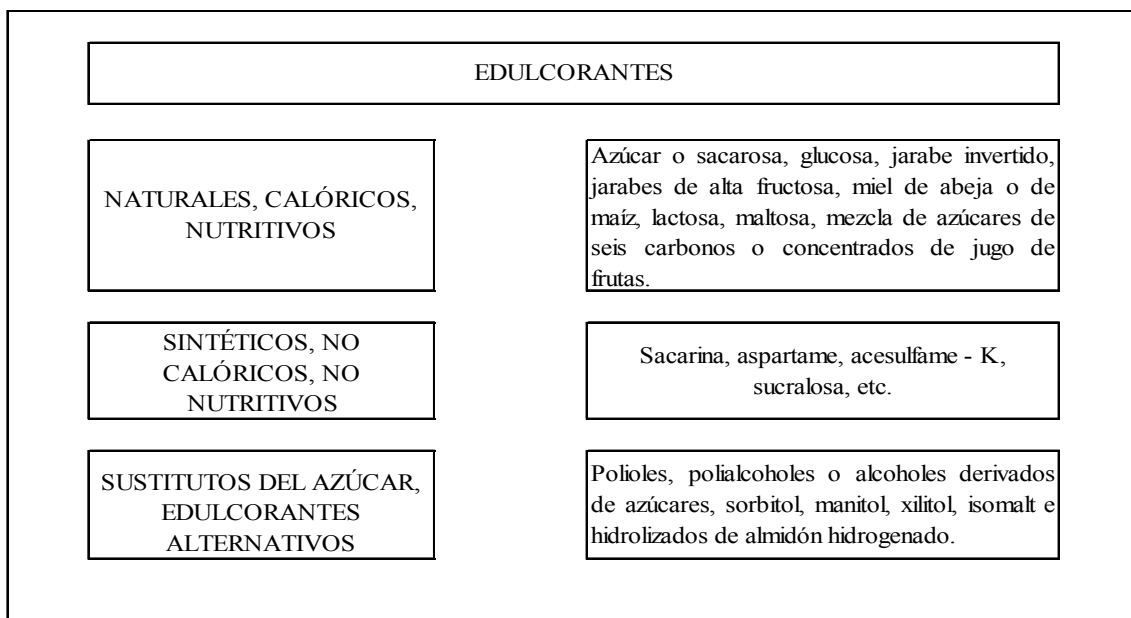 EDULCORANTES
NATURALES, CALÓRICOS,
NUTRITIVOS
Azúcar o sacarosa, glucosa, jarabe invertido,
jarabes de alta fructosa, miel de abeja o de
maíz, lactosa, maltosa, mezcla de azúcares de
seis carbonos o concentrados de jugo de
frutas.
SINTÉTICOS, NO
CALÓRICOS, NO
NUTRITIVOS
Sacarina, aspartame, acesulfame - K,
sucralosa, etc.
SUSTITUTOS DEL AZÚCAR,
EDULCORANTES
ALTERNATIVOS
Polioles, polialcoholes o alcoholes derivados
de azúcares, sorbitol, manitol, xilitol, isomalt e
hidrolizados de almidón hidrogenado.